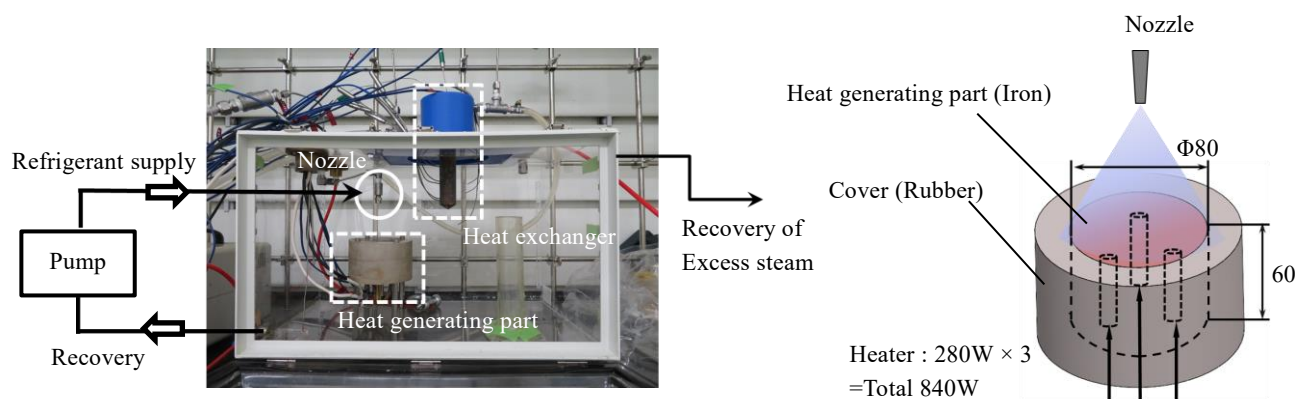 Refrigerant supply
Pump
Recovery
Nozzle
Heat exchanger
Heat generating part
Recovery of
Excess steam
Nozzle
Heat generating part (Iron)
Φ80
Cover (Rubber)
60
Heater : 280W × 3
=Total 840W